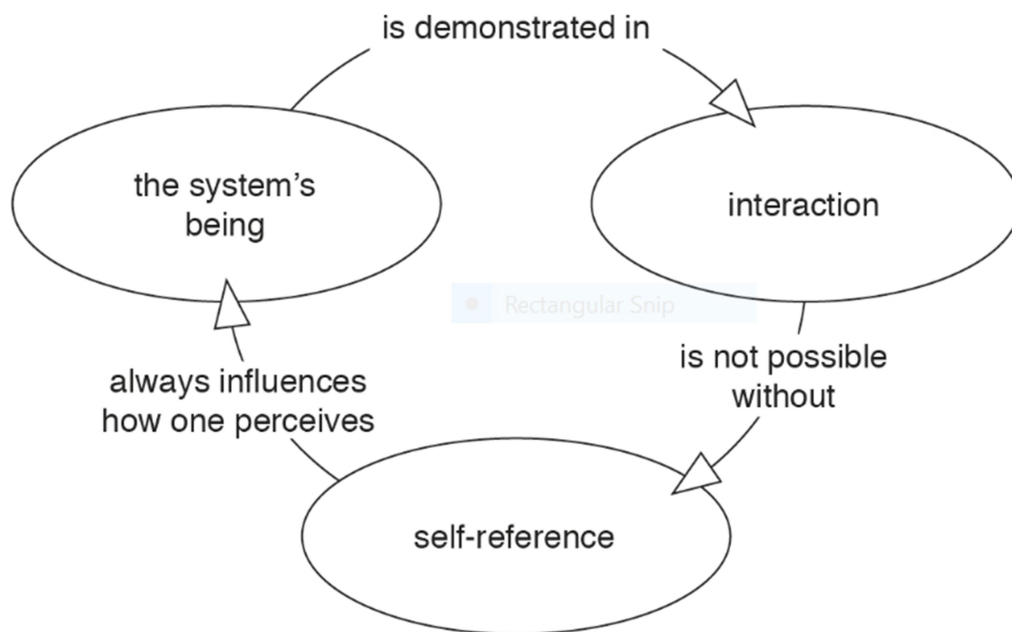 is demonstrated in
the system's
being
interaction
Rectangular Snip
is not possible
without
always influences
how one perceives
self-reference